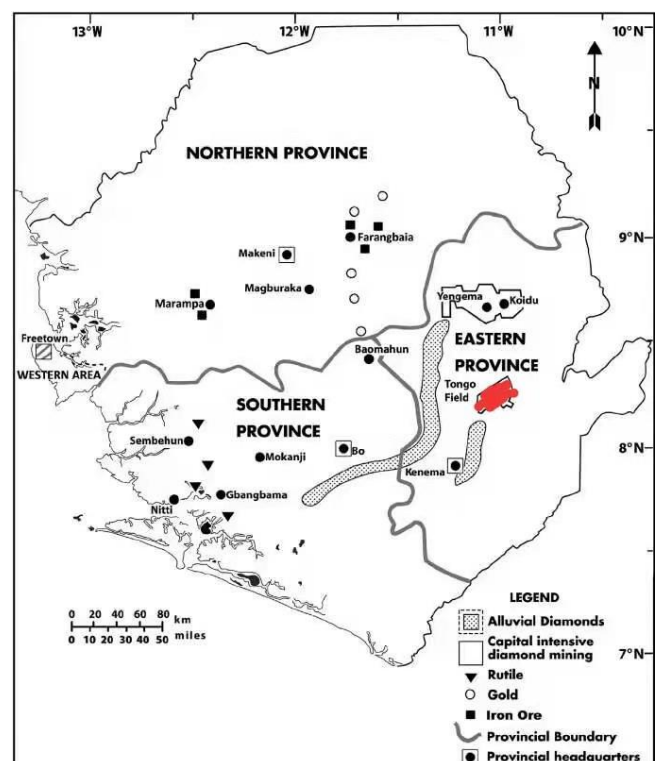 13°W 12°W 11°W 10°N
N
NORTHERN PROVINCE
9°N
Farangbaia
Makeni
Magburaka
Marampa
Yengema
Koidu
Freetown
WESTERN AREA
Baomahun
EASTERN
PROVINCE
Tongo
Field
SOUTHERN
PROVINCE
8°N
Sembehun
Mokanji
Bo
Kenema
Gbangbama
Nitti
0 20 40 60 80
km
0 10 20 30 40 50 miles
7°N
LEGEND
Alluvial Diamonds
Capital intensive
diamond mining
Rutile
Gold
Iron Ore
Provincial Boundary
Provincial headquarters